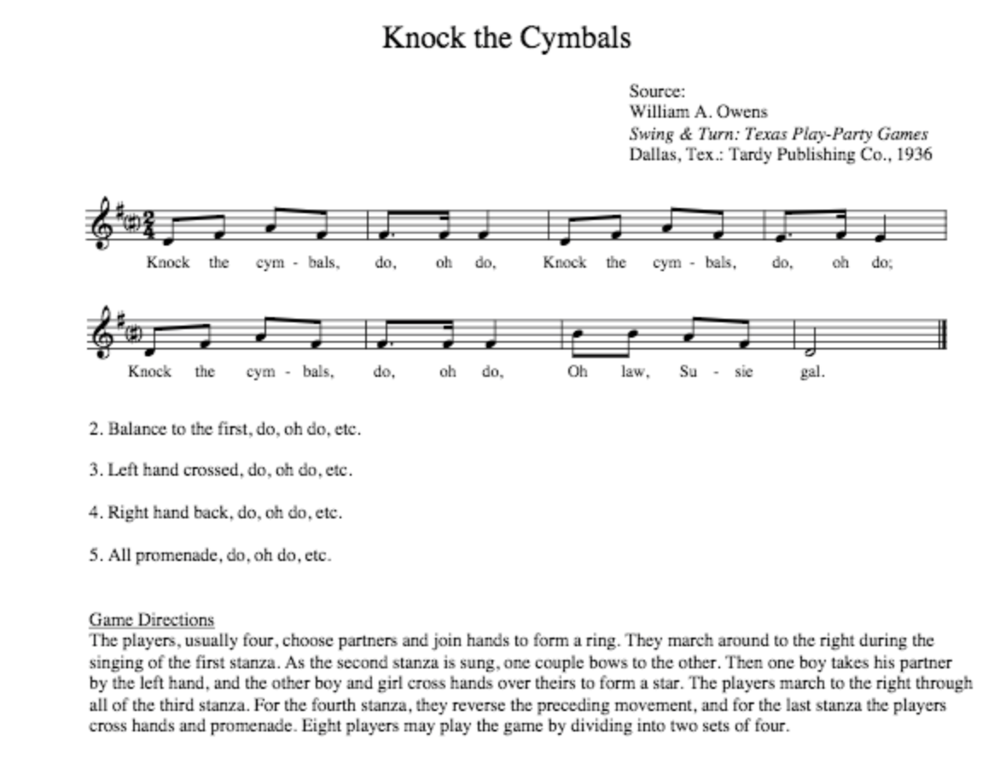 Knock the Cymbals
Source:
William A. Owens
Swing & Turn: Texas Play-Party Games
Dallas, Tex.: Tardy Publishing Co., 1936
2
4
Knock the cym - bals, do, oh do, Knock the cym - bals, do, oh do;
Knock the cym - bals, do, oh do, Oh law, Su - sie gal.
2. Balance to the first, do, oh do, etc.
3. Left hand crossed, do, oh do, etc.
4. Right hand back, do, oh do, etc.
5. All promenade, do, oh do, etc.
Game Directions
The players, usually four, choose partners and join hands to form a ring. They march around to the right during the
singing of the first stanza. As the second stanza is sung, one couple bows to the other. Then one boy takes his partner
by the left hand, and the other boy and girl cross hands over theirs to form a star. The players march to the right through
all of the third stanza. For the fourth stanza, they reverse the preceding movement, and for the last stanza the players
cross hands and promenade. Eight players may play the game by dividing into two sets of four.